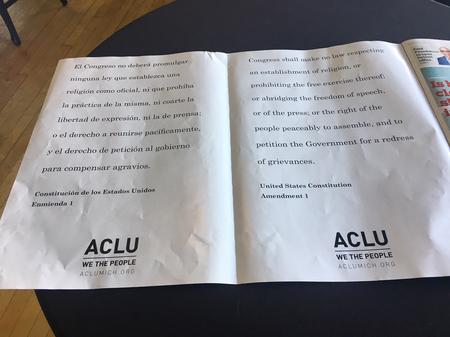 El Congreso no deberá promulgar
ninguna ley que establezca una
religión como oficial, ni que prohiba
la práctica de la misma, ni coarte la
libertad de expresión, ni la de prensa;
o el derecho a reunirse pacíficamente,
y el derecho de petición al gobierno
para compensar agravios.
Constitución de los Estados Unidos
Enmienda 1
ACLU
WE THE PEOPLE
ACLUMICH.ORG
Congress shall make no law respecting
an establishment of religion, or
prohibiting the free exercise thereof;
or abridging the freedom of speech,
or of the press; or the right of the
people peaceably to assemble, and to
petition the Government for a redress
of grievances.
United States Constitution
Amendment 1
ACLU
WE THE PEOPLE
ACLUMICH.ORG